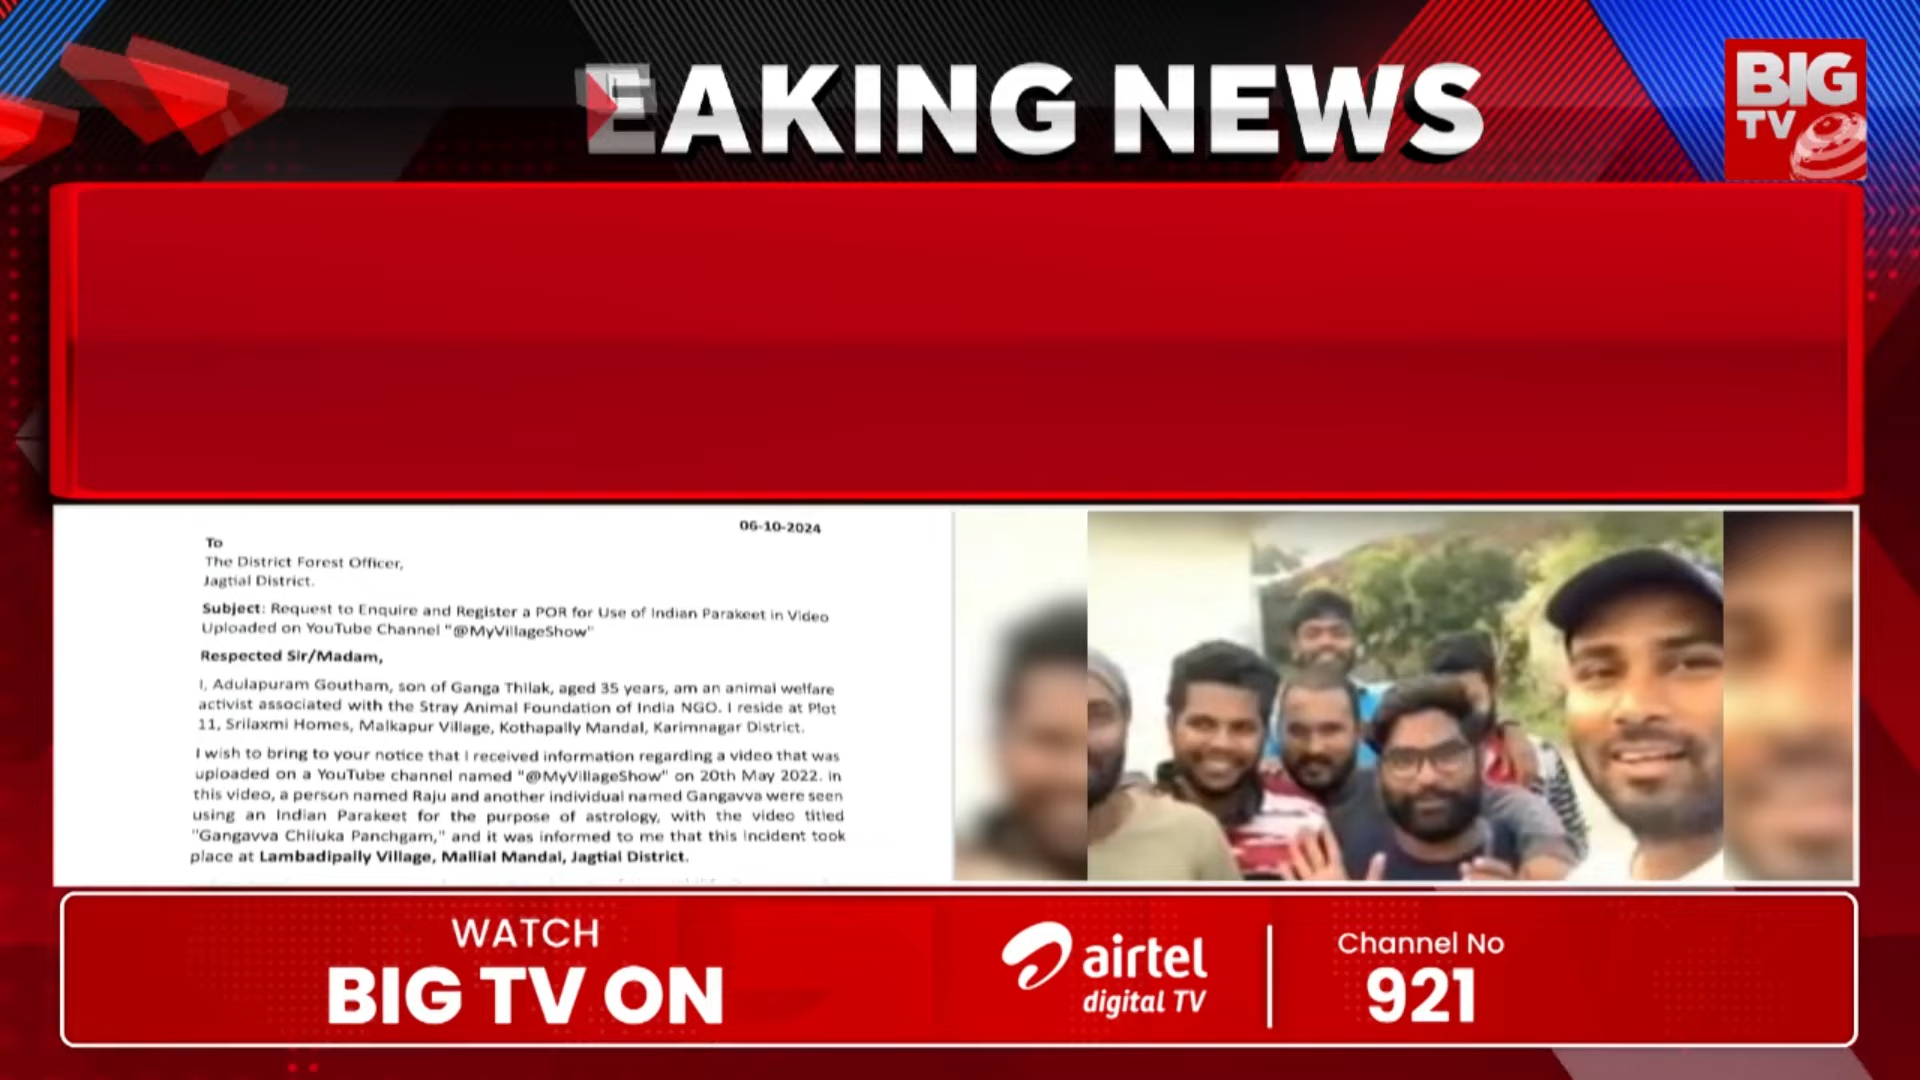 EAKING NEWS
BIG
TV
06-10-2024
To
The District Forest Officer,
Jagtial District.
Subject: Request to Enquire and Register a POR for Use of Indian Parakeet in Video
Uploaded on YouTube Channel "@MyVillageShow"
Respected Sir/Madam,
I, Adulapuram Goutham, son of Ganga Thilak, aged 35 years, am an animal welfare
activist associated with the Stray Animal Foundation of India NGO. I reside at Plot
11, Srilaxmi Homes, Malkapur Village, Kothapally Mandal, Karimnagar District.
I wish to bring to your notice that I received information regarding a video that was
uploaded on a YouTube channel named "@MyVillageShow" on 20th May 2022. In
this video, a person named Raju and another individual named Gangavva were seen
using an Indian Parakeet for the purpose of astrology, with the video titled
"Gangavva Chiluka Panchgam," and it was informed to me that this incident took
place at Lambadipally Village, Mallial Mandal, Jagtial District.
WATCH
BIG TV ON
airtel
digital TV
Channel No
921